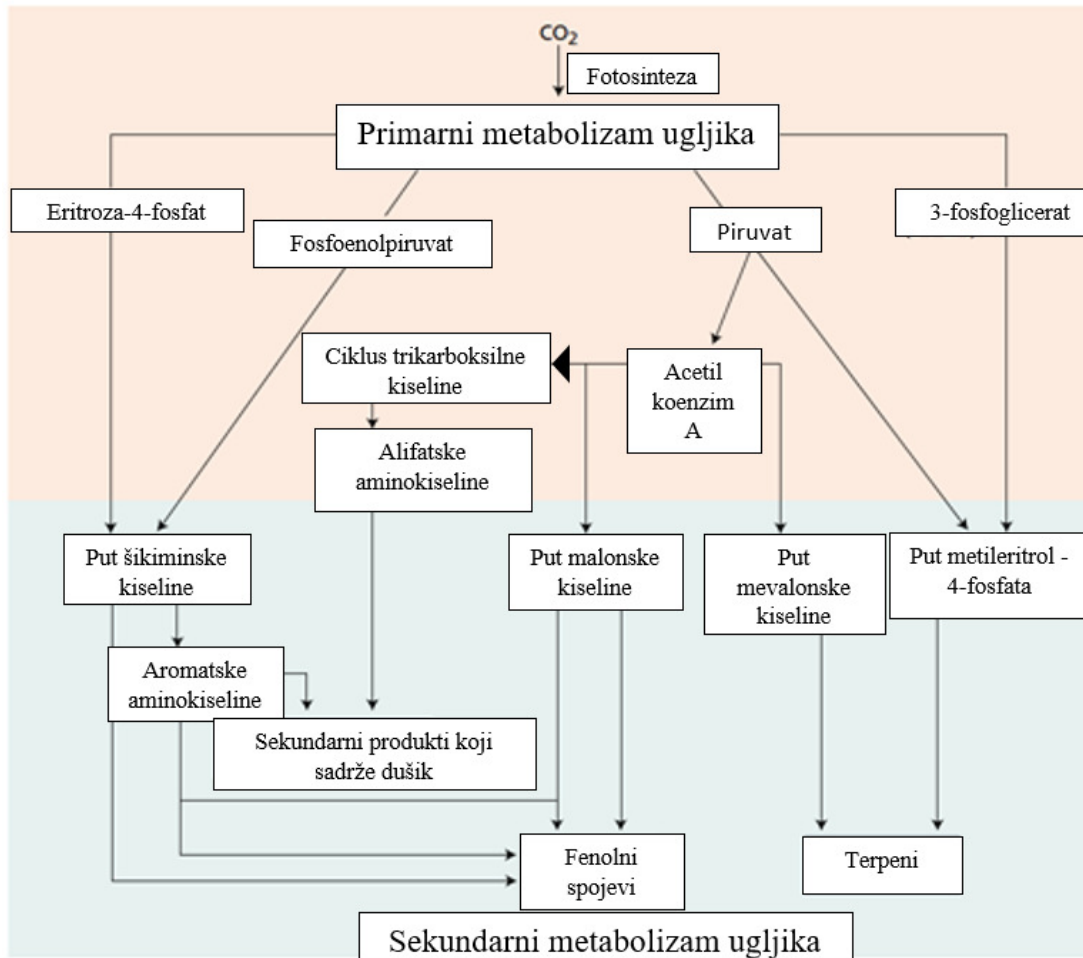 CO2
Fotosinteza
Primarni metabolizam ugljika
Eritroza-4-fosfat
Fosfoenolpiruvat
Piruvat
3-fosfoglicerat
Ciklus trikarboksilne
kiseline
Acetil
koenzim
A
Alifatske
aminokiseline
Put šikiminske
kiseline
Put malonske
kiseline
Put
mevalonske
kiseline
Put metileritrol -
4-fosfata
Aromatske
aminokiseline
Sekundarni produkti koji
sadrže dušik
Fenolni
spojevi
Terpeni
Sekundarni metabolizam ugljika